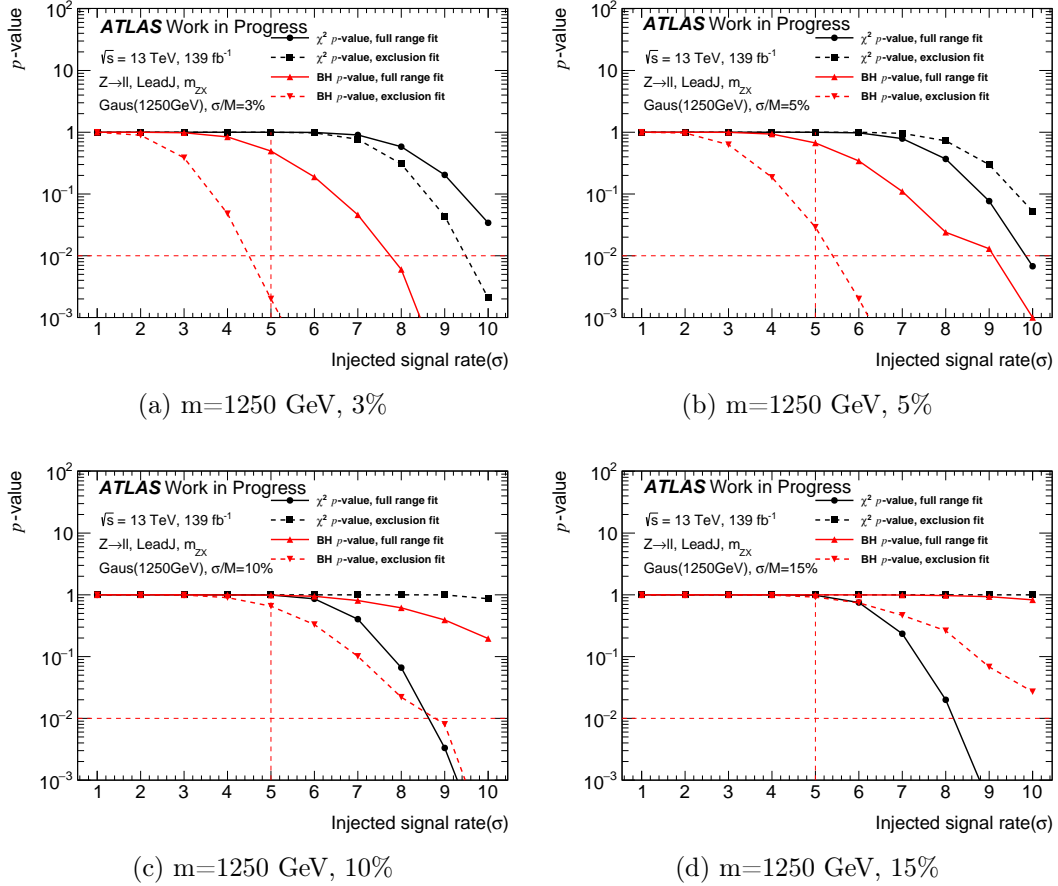 ATLAS Work in Progress
√s = 13 TeV, 139 fb⁻¹
Z→ll, LeadJ, m_ZX
Gaus(1250GeV), σ/M=3%
χ² p-value, full range fit
χ² p-value, exclusion fit
BH p-value, full range fit
BH p-value, exclusion fit
p-value
10²
10
1
10⁻¹
10⁻²
10⁻³
1 2 3 4 5 6 7 8 9 10
Injected signal rate(σ)
(a) m=1250 GeV, 3%
ATLAS Work in Progress
√s = 13 TeV, 139 fb⁻¹
Z→ll, LeadJ, m_ZX
Gaus(1250GeV), σ/M=5%
χ² p-value, full range fit
χ² p-value, exclusion fit
BH p-value, full range fit
BH p-value, exclusion fit
p-value
10²
10
1
10⁻¹
10⁻²
10⁻³
1 2 3 4 5 6 7 8 9 10
Injected signal rate(σ)
(b) m=1250 GeV, 5%
ATLAS Work in Progress
√s = 13 TeV, 139 fb⁻¹
Z→ll, LeadJ, m_ZX
Gaus(1250GeV), σ/M=10%
χ² p-value, full range fit
χ² p-value, exclusion fit
BH p-value, full range fit
BH p-value, exclusion fit
p-value
10²
10
1
10⁻¹
10⁻²
10⁻³
1 2 3 4 5 6 7 8 9 10
Injected signal rate(σ)
(c) m=1250 GeV, 10%
ATLAS Work in Progress
√s = 13 TeV, 139 fb⁻¹
Z→ll, LeadJ, m_ZX
Gaus(1250GeV), σ/M=15%
χ² p-value, full range fit
χ² p-value, exclusion fit
BH p-value, full range fit
BH p-value, exclusion fit
p-value
10²
10
1
10⁻¹
10⁻²
10⁻³
1 2 3 4 5 6 7 8 9 10
Injected signal rate(σ)
(d) m=1250 GeV, 15%